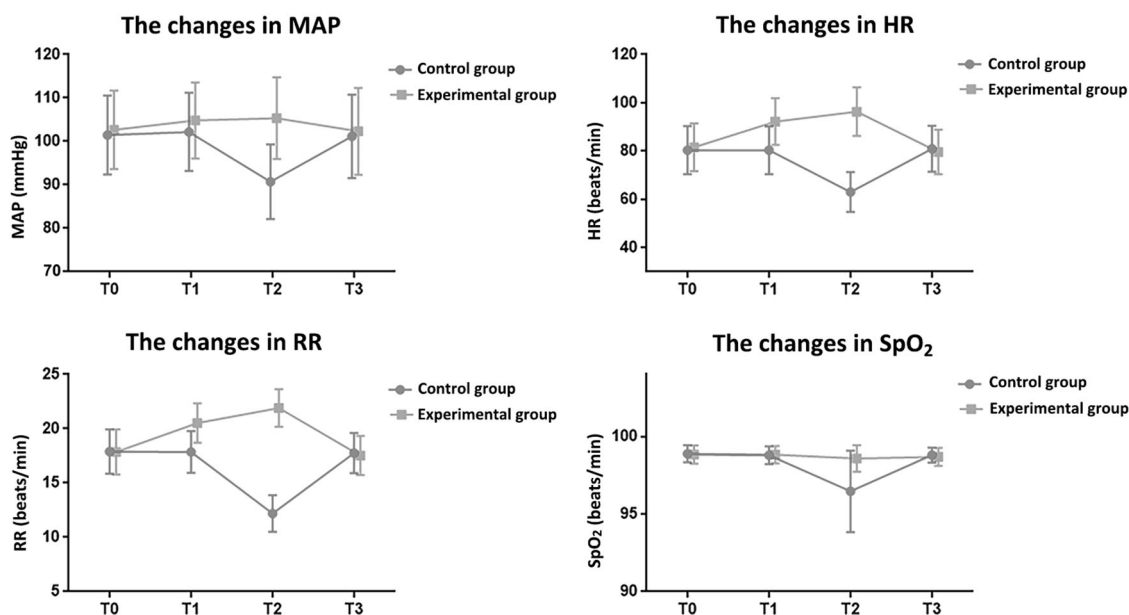 The changes in MAP
120
110
100
90
80
70
MAP (mmHg)
T0 T1 T2 T3
Control group
Experimental group
The changes in HR
120
100
80
60
40
HR (beats/min)
T0 T1 T2 T3
Control group
Experimental group
The changes in RR
25
20
15
10
5
RR (beats/min)
T0 T1 T2 T3
Control group
Experimental group
The changes in SpO₂
100
95
90
SpO₂ (beats/min)
T0 T1 T2 T3
Control group
Experimental group